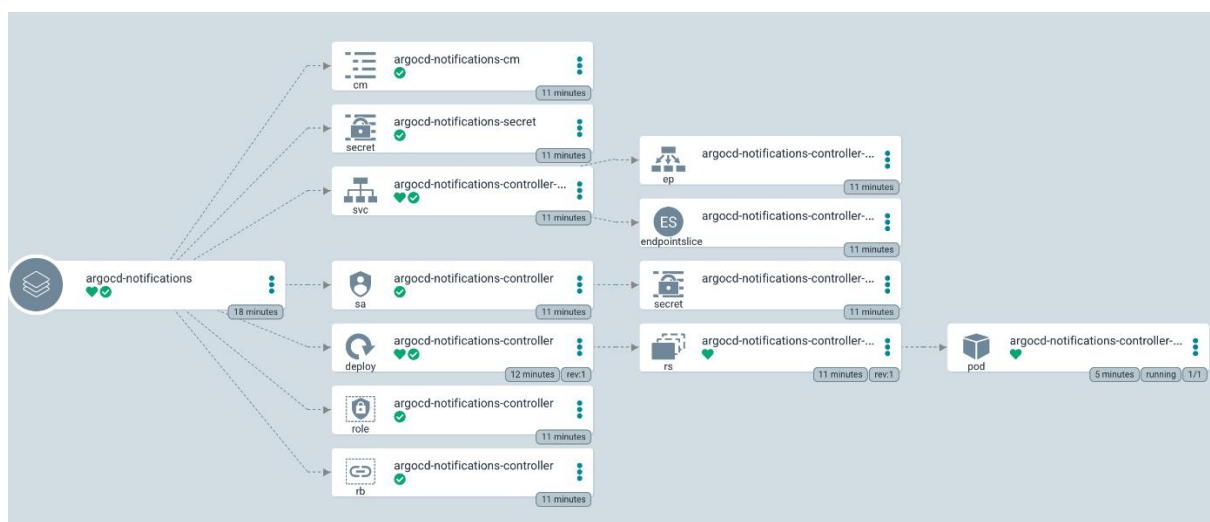 argocd-notifications
18 minutes
argocd-notifications-cm
cm
11 minutes
argocd-notifications-secret
secret
11 minutes
argocd-notifications-controller-...
svc
11 minutes
argocd-notifications-controller
sa
11 minutes
argocd-notifications-controller
deploy
12 minutes rev:1
argocd-notifications-controller
role
11 minutes
argocd-notifications-controller
rb
11 minutes
argocd-notifications-controller-...
ep
11 minutes
argocd-notifications-controller-...
ES
endpointslice
11 minutes
argocd-notifications-controller-...
secret
11 minutes
argocd-notifications-controller-...
rs
11 minutes rev:1
argocd-notifications-controller-...
pod
5 minutes running 1/1